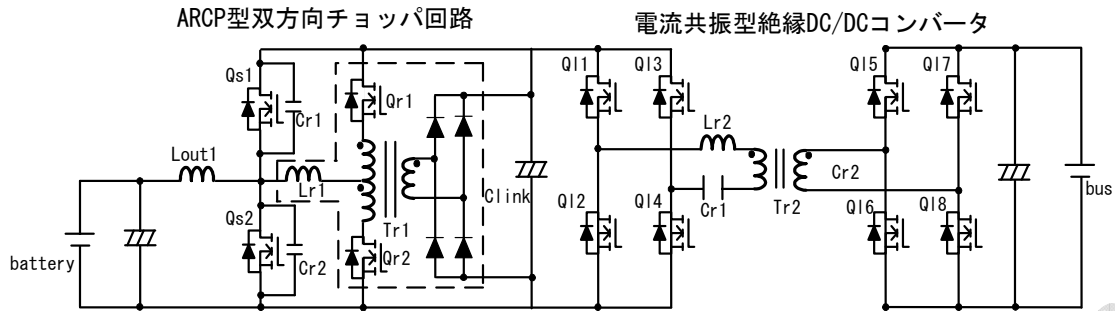 ARCP型双方向チョッパ回路
電流共振型絶縁DC/DCコンバータ
Qs1
Cr1
Qr1
Lout1
Lr1
Tr1
Clink
Qs2
Cr2
Qr2
battery
Ql1
Ql3
Lr2
Ql2
Ql4
Cr1
Tr2
Cr2
Ql5
Ql7
Ql6
Ql8
bus